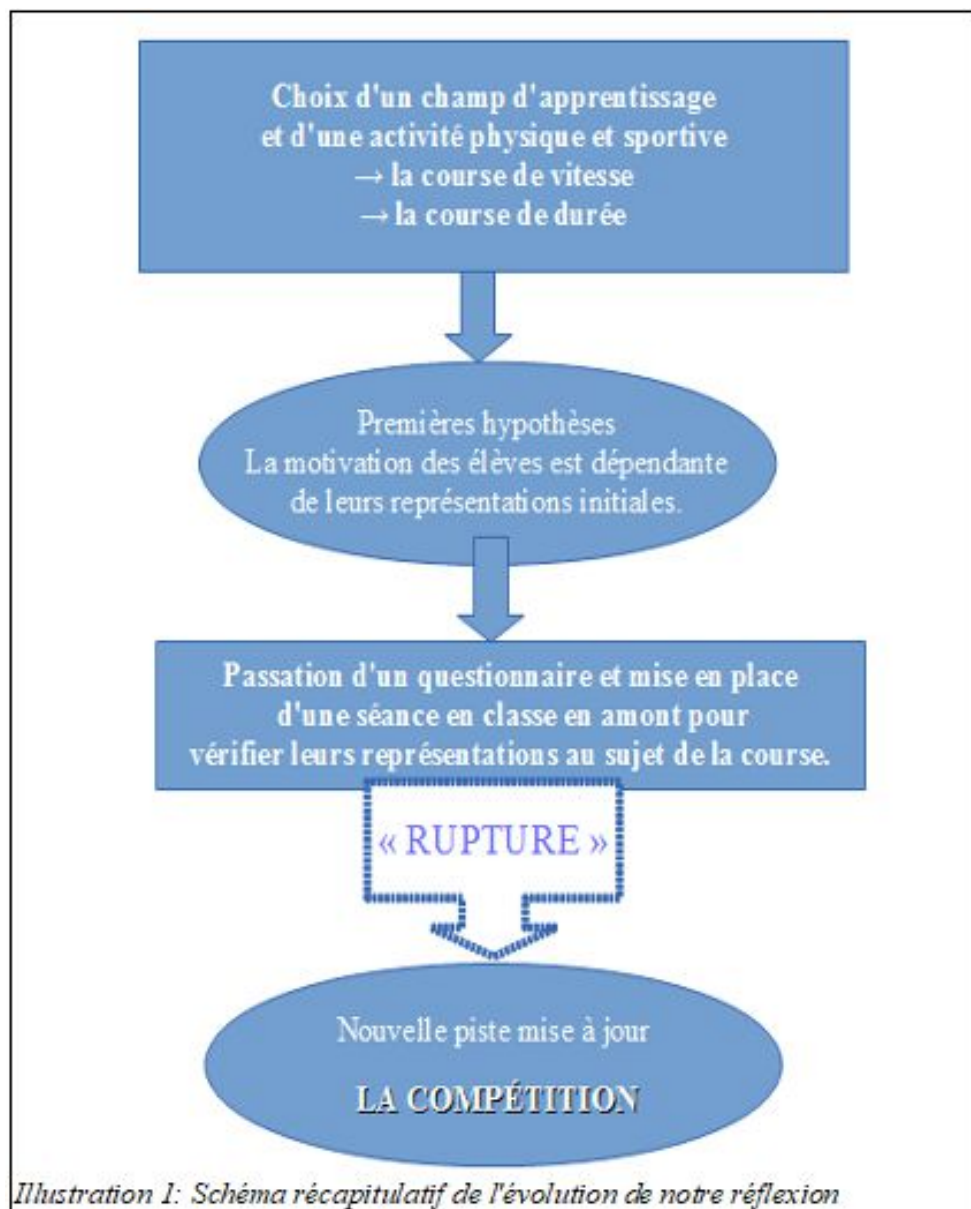 Choix d'un champ d'apprentissage
et d'une activité physique et sportive
→ la course de vitesse
→ la course de durée
Premières hypothèses
La motivation des élèves est dépendante
de leurs représentations initiales.
Passation d'un questionnaire et mise en place
d'une séance en classe en amont pour
vérifier leurs représentations au sujet de la course.
« RUPTURE »
Nouvelle piste mise à jour
LA COMPÉTITION
Illustration 1: Schéma récapitulatif de l'évolution de notre réflexion